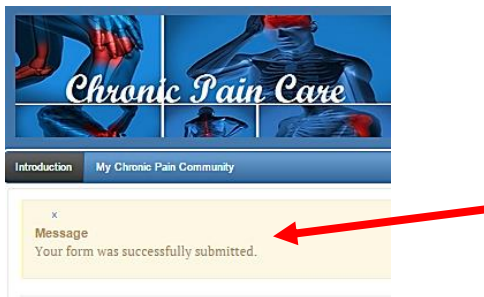 Chronic Pain Care
Introduction My Chronic Pain Community
x
Message
Your form was successfully submitted.